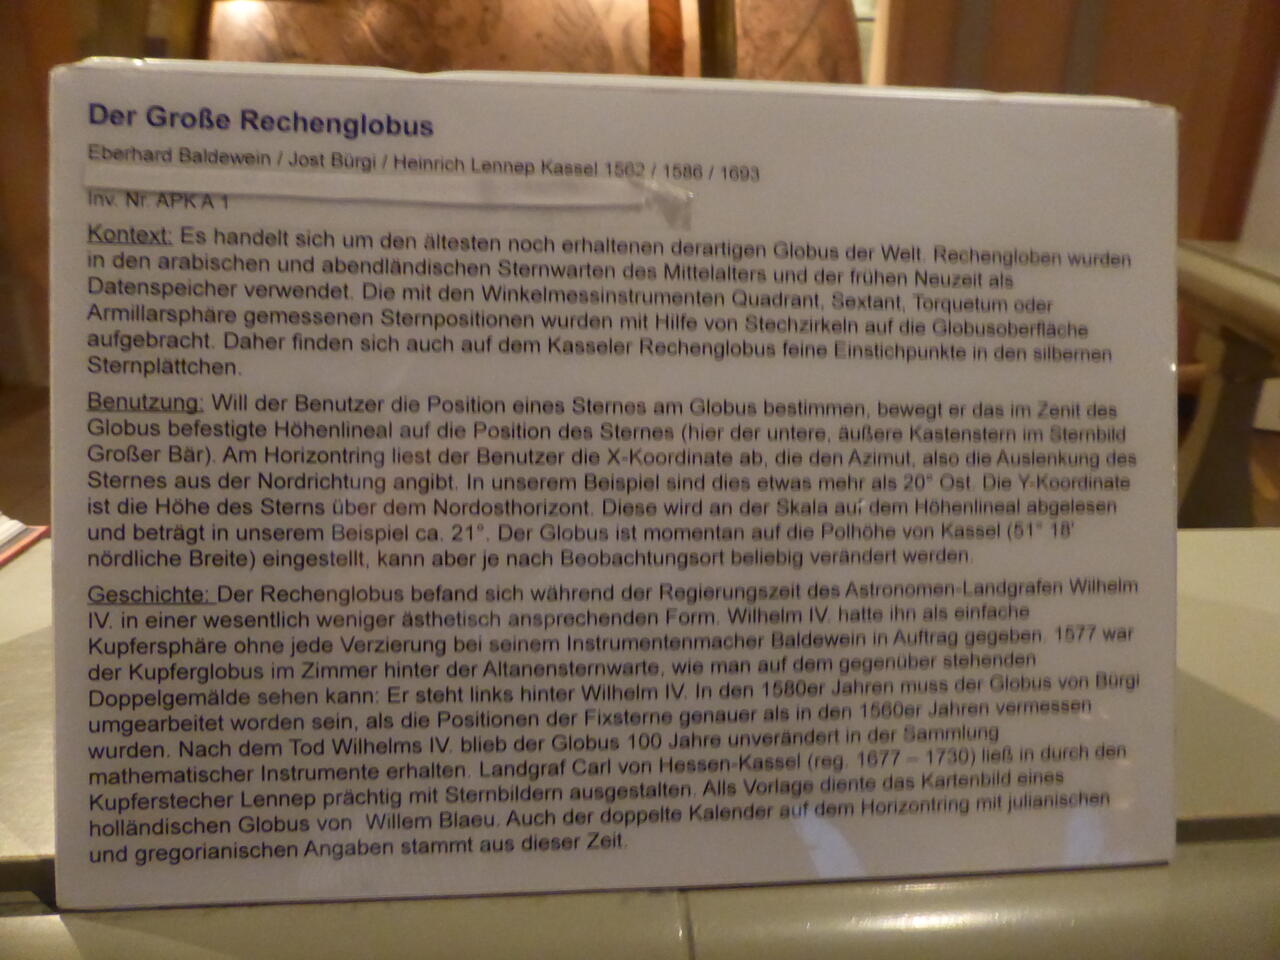 Der Große Rechenglobus
Eberhard Baldewein / Jost Bürgi / Heinrich Lennep Kassel 1562 / 1586 / 1693
Inv. Nr. APK A 1
Kontext: Es handelt sich um den ältesten noch erhaltenen derartigen Globus der Welt. Rechengloben wurden
in den arabischen und abendländischen Sternwarten des Mittelalters und der frühen Neuzeit als
Datenspeicher verwendet. Die mit den Winkelmessinstrumenten Quadrant, Sextant, Torquetum oder
Armillarsphäre gemessenen Sternpositionen wurden mit Hilfe von Stechzirkeln auf die Globusoberfläche
aufgebracht. Daher finden sich auch auf dem Kasseler Rechenglobus feine Einstichpunkte in den silbernen
Sternplättchen.
Benutzung: Will der Benutzer die Position eines Sternes am Globus bestimmen, bewegt er das im Zenit des
Globus befestigte Höhenlineal auf die Position des Sternes (hier der untere, äußere Kastenstern im Sternbild
Großer Bär). Am Horizontring liest der Benutzer die X-Koordinate ab, die den Azimut, also die Auslenkung des
Sternes aus der Nordrichtung angibt. In unserem Beispiel sind dies etwas mehr als 20° Ost. Die Y-Koordinate
ist die Höhe des Sterns über dem Nordosthorizont. Diese wird an der Skala auf dem Höhenlineal abgelesen
und beträgt in unserem Beispiel ca. 21°. Der Globus ist momentan auf die Polhöhe von Kassel (51° 18'
nördliche Breite) eingestellt, kann aber je nach Beobachtungsort beliebig verändert werden.
Geschichte: Der Rechenglobus befand sich während der Regierungszeit des Astronomen-Landgrafen Wilhelm
IV. in einer wesentlich weniger ästhetisch ansprechenden Form. Wilhelm IV. hatte ihn als einfache
Kupfersphäre ohne jede Verzierung bei seinem Instrumentenmacher Baldewein in Auftrag gegeben. 1577 war
der Kupferglobus im Zimmer hinter der Altanensternwarte, wie man auf dem gegenüber stehenden
Doppelgemälde sehen kann: Er steht links hinter Wilhelm IV. In den 1580er Jahren muss der Globus von Bürgi
umgearbeitet worden sein, als die Positionen der Fixsterne genauer als in den 1560er Jahren vermessen
wurden. Nach dem Tod Wilhelms IV. blieb der Globus 100 Jahre unverändert in der Sammlung
mathematischer Instrumente erhalten. Landgraf Carl von Hessen-Kassel (reg. 1677 – 1730) ließ in durch den
Kupferstecher Lennep prächtig mit Sternbildern ausgestalten. Alls Vorlage diente das Kartenbild eines
holländischen Globus von Willem Blaeu. Auch der doppelte Kalender auf dem Horizontring mit julianischen
und gregorianischen Angaben stammt aus dieser Zeit.